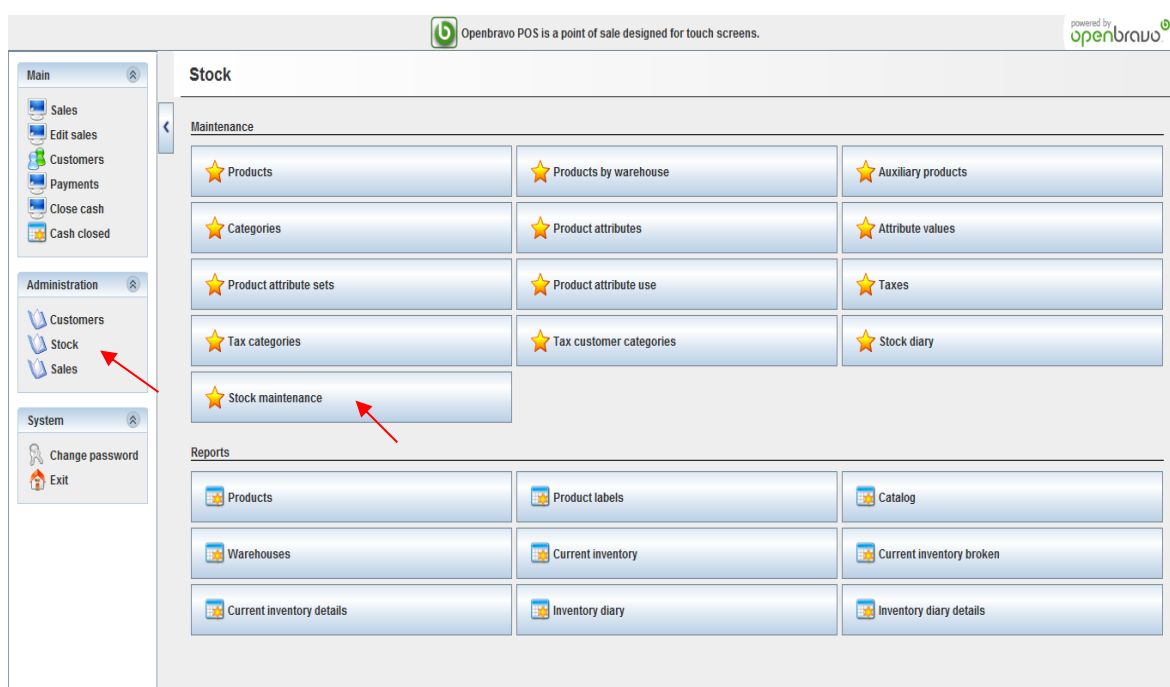 Openbravo POS is a point of sale designed for touch screens.
powered by
openbravo
Main
Sales
Edit sales
Customers
Payments
Close cash
Cash closed
Administration
Customers
Stock
Sales
System
Change password
Exit
Stock
Maintenance
Products
Products by warehouse
Auxiliary products
Categories
Product attributes
Attribute values
Product attribute sets
Product attribute use
Taxes
Tax categories
Tax customer categories
Stock diary
Stock maintenance
Reports
Products
Product labels
Catalog
Warehouses
Current inventory
Current inventory broken
Current inventory details
Inventory diary
Inventory diary details